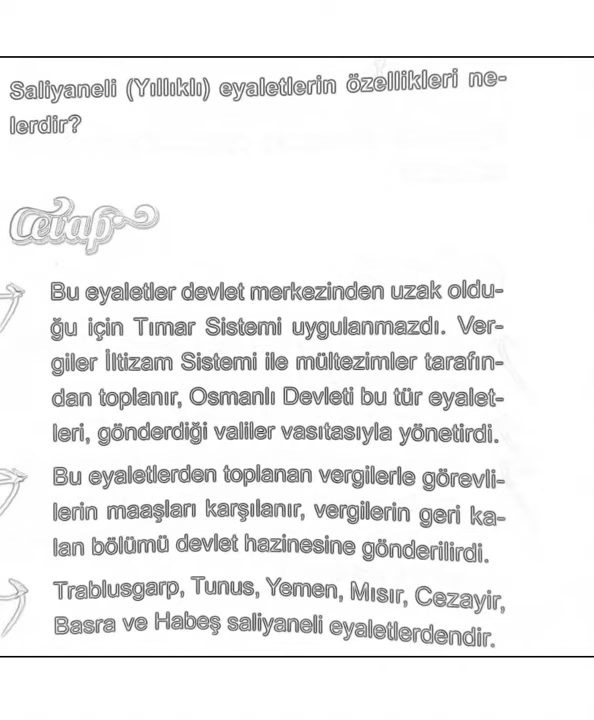 Saliyaneli (Yıllıklı) eyaletlerin özellikleri ne-
lerdir?
Cevap
Bu eyaletler devlet merkezinden uzak oldu-
ğu için Tımar Sistemi uygulanmazdı. Ver-
giler İltizam Sistemi ile mültezimler tarafın-
dan toplanır, Osmanlı Devleti bu tür eyalet-
leri, gönderdiği valiler vasıtasıyla yönetirdi.
Bu eyaletlerden toplanan vergilerle görevli-
lerin maaşları karşılanır, vergilerin geri ka-
lan bölümü devlet hazinesine gönderilirdi.
Trablusgarp, Tunus, Yemen, Mısır, Cezayir,
Basra ve Habeş saliyaneli eyaletlerdendir.